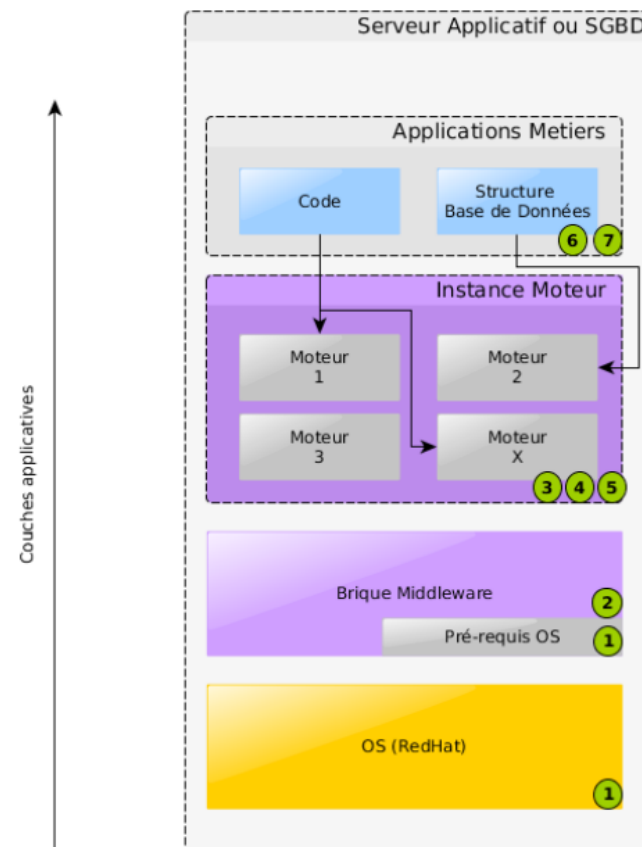 Serveur Applicatif ou SGBD
Applications Metiers
Code
Structure
Base de Données
6 7
Instance Moteur
Moteur
1
Moteur
2
Moteur
3
Moteur
X
3 4 5
Couches applicatives
Brique Middleware
2
Pré-requis OS
1
OS (RedHat)
1